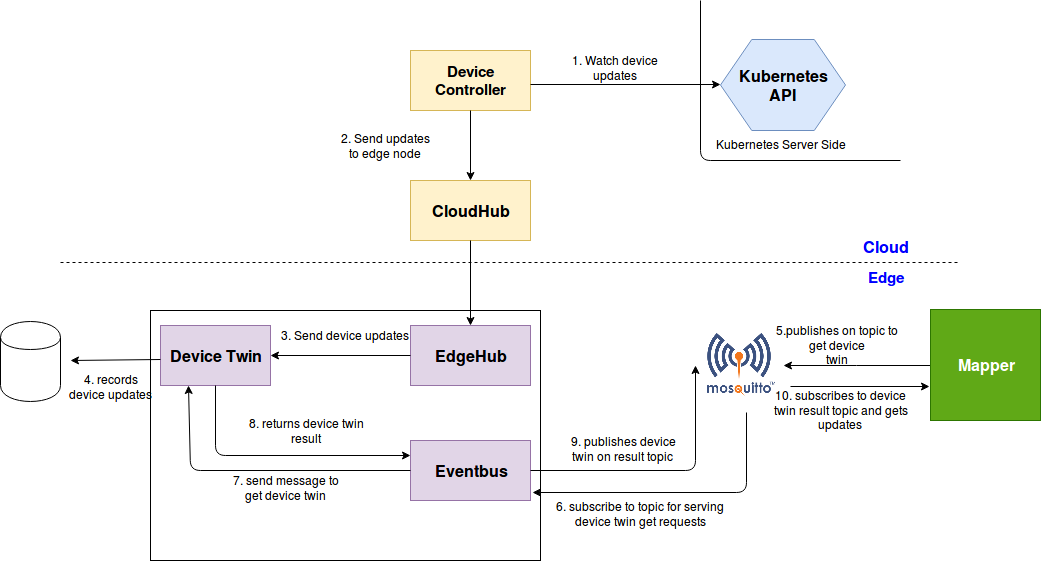 1. Watch device
updates
Device
Controller
Kubernetes
API
Kubernetes Server Side
2. Send updates
to edge node
CloudHub
Cloud
Edge
3. Send device updates
Device Twin
EdgeHub
4. records
device updates
5.publishes on topic to
get device
twin
mosquitto™
Mapper
10. subscribes to device
twin result topic and gets
updates
8. returns device twin
result
9. publishes device
twin on result topic
Eventbus
7. send message to
get device twin
6. subscribe to topic for serving
device twin get requests